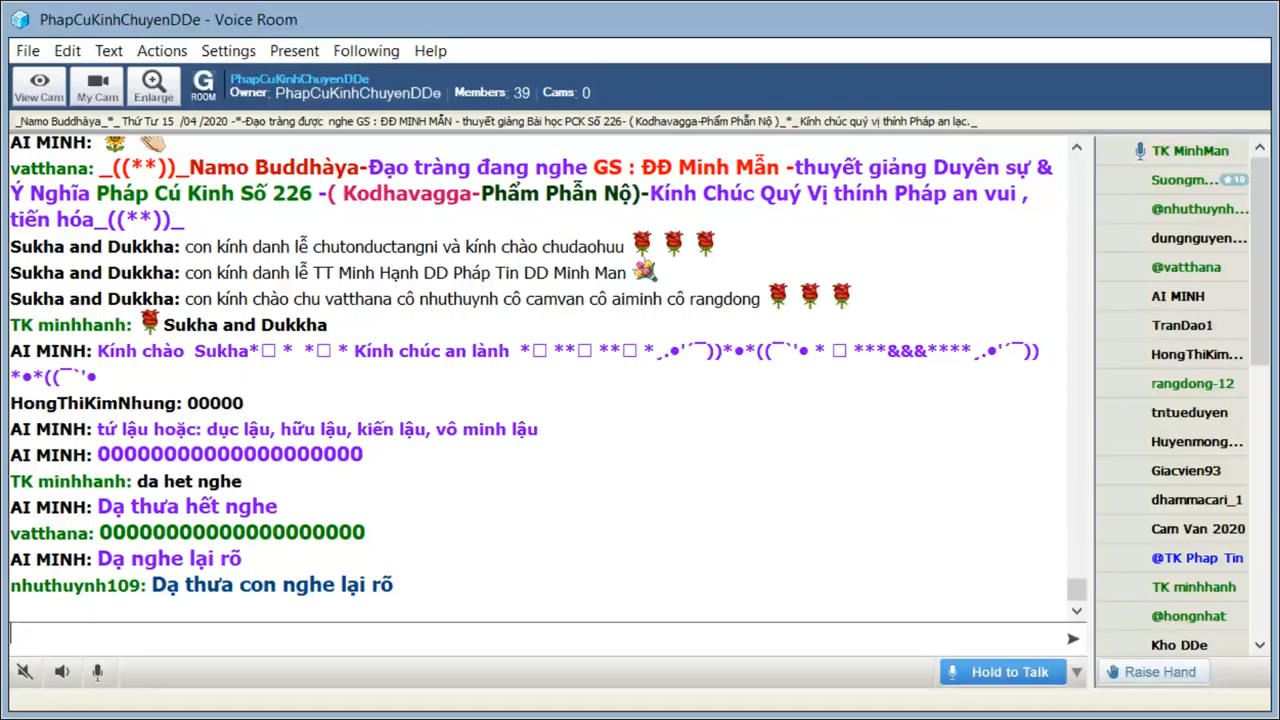 PhapCuKinhChuyenDDe - Voice Room
File Edit Text Actions Settings Present Following Help
View Cam My Cam Enlarge G ROOM
PhapCuKinhChuyenDDe
Owner: PhapCuKinhChuyenDDe Members: 39 Cams: 0
_Namo Buddhàya_*_ Thứ Tư 15 /04 /2020 -*-Đạo tràng được nghe GS : ĐĐ MINH MẪN - thuyết giảng Bài học PCK Số 226- ( Kodhavagga-Phẩm Phẫn Nộ )_*_ Kính chúc quý vị thính Pháp an lạc._
AI MINH:
vatthana: _((**))_Namo Buddhàya-Đạo tràng đang nghe GS : ĐĐ Minh Mẫn -thuyết giảng Duyên sự &
Ý Nghĩa Pháp Cú Kinh Số 226 -( Kodhavagga-Phẩm Phẫn Nộ)-Kính Chúc Quý Vị thính Pháp an vui ,
tiến hóa_((**))_
Sukha and Dukkha: con kính danh lễ chutonductangni và kính chào chudaohuu
Sukha and Dukkha: con kính danh lễ TT Minh Hạnh DD Pháp Tin DD Minh Man
Sukha and Dukkha: con kính chào chu vatthana cô nhuthuynh cô camvan cô aiminh cô rangdong
TK minhhanh: Sukha and Dukkha
AI MINH: Kính chào Sukha*□ * *□ * Kính chúc an lành *□ **□ **□ *¸.•'´¯))*•*((¯`'• * □ ***&&&****¸.•'´¯))
*•*((¯`'•
HongThiKimNhung: 00000
AI MINH: tứ lậu hoặc: dục lậu, hữu lậu, kiến lậu, vô minh lậu
AI MINH: 00000000000000000000
TK minhhanh: da het nghe
AI MINH: Dạ thưa hết nghe
vatthana: 00000000000000000000
AI MINH: Dạ nghe lại rõ
nhuthuynh109: Dạ thưa con nghe lại rõ
TK MinhMan
Suongm... 10
@nhuthuynh...
dungnguyen...
@vatthana
AI MINH
TranDao1
HongThiKim...
rangdong-12
tntueduyen
Huyenmong...
Giacvien93
dhammacari_1
Cam Van 2020
@TK Phap Tin
TK minhhanh
@hongnhat
Kho DDe
Hold to Talk
Raise Hand